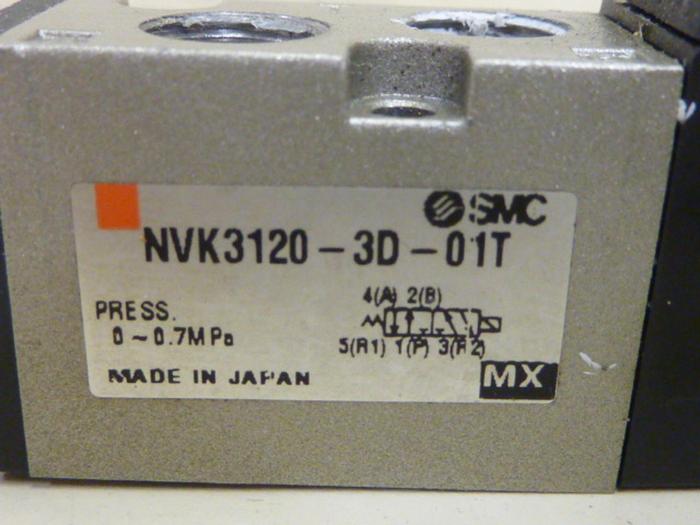 SMC
NVK3120-3D-01T
PRESS.
0~0.7MPa
4(A) 2(B)
5(R1) 1(P) 3(R2)
MADE IN JAPAN
MX